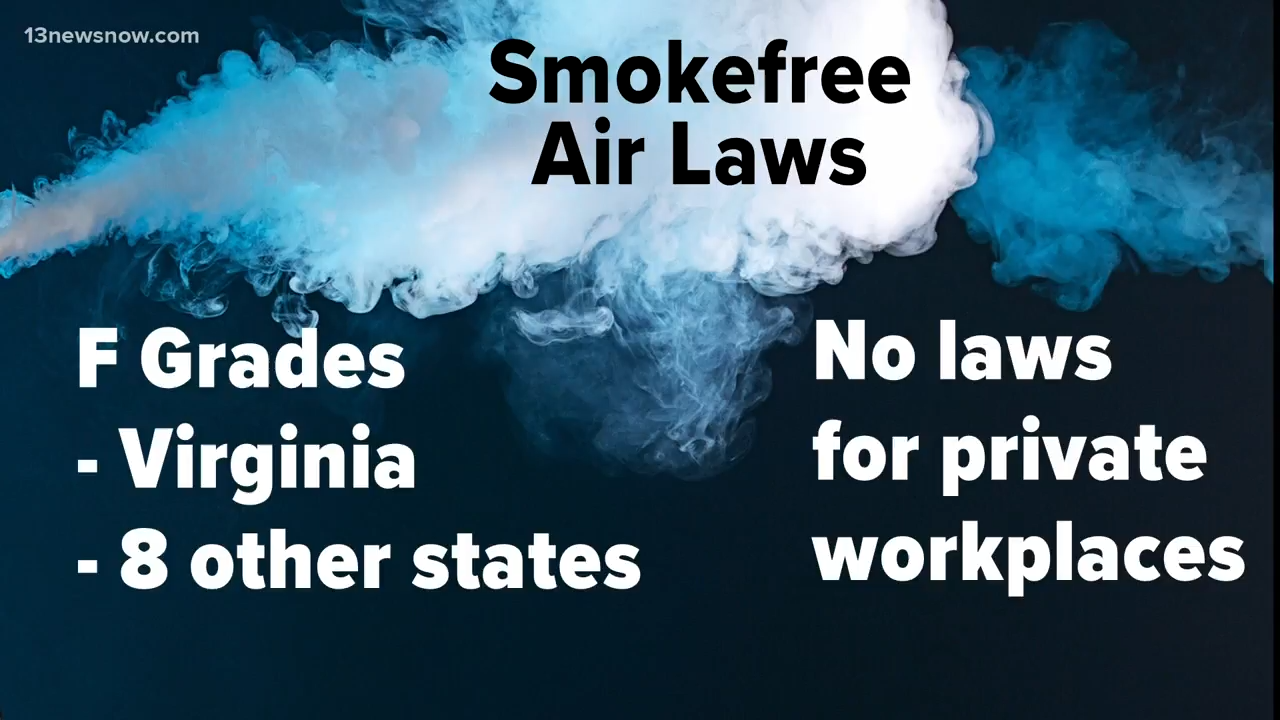 13newsnow.com
Smokefree
Air Laws
F Grades
- Virginia
- 8 other states
No laws
for private
workplaces